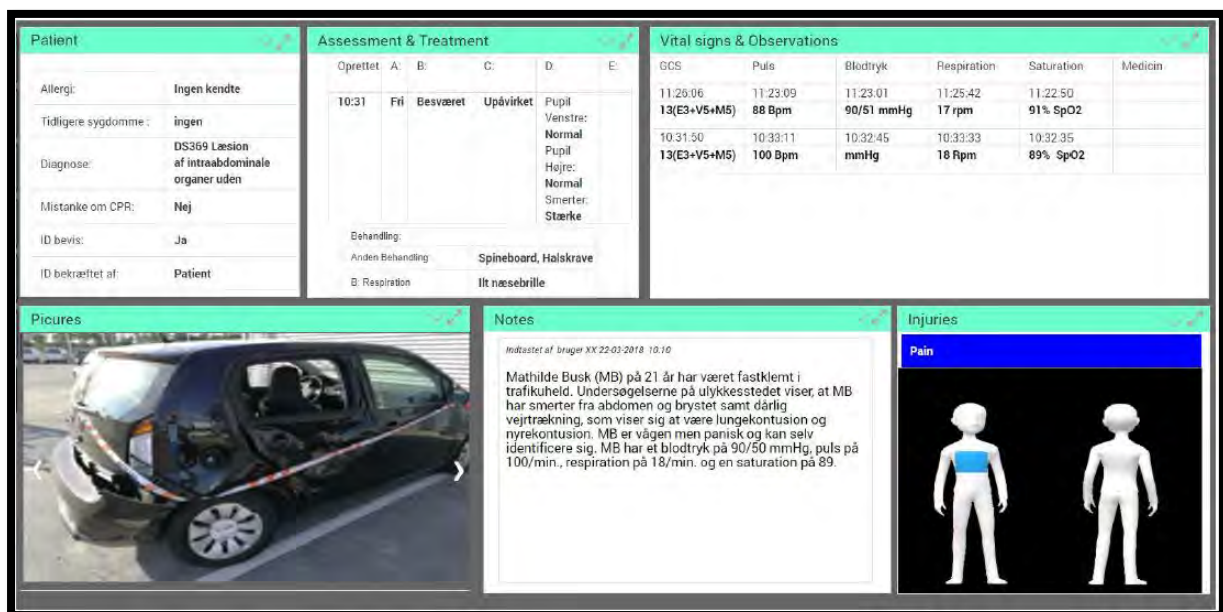 Patient
Allergi: Ingen kendte
Tidligere sygdomme : ingen
Diagnose: DS369 Læsion
af intraabdominale
organer uden
Mistanke om CPR: Nej
ID bevis: Ja
ID bekræftet af: Patient
Assessment & Treatment
Oprettet A: B: C: D: E:
10:31 Fri Besværet Upåvirket Pupil
Venstre:
Normal
Pupil
Højre:
Normal
Smerter:
Stærke
Behandling:
Anden Behandling Spineboard, Halskrave
B: Respiration Ilt næsebrille
Vital signs & Observations
GCS Puls Blodtryk Respiration Saturation Medicin
11:26:06 11:23:09 11:23:01 11:25:42 11:22:50
13(E3+V5+M5) 88 Bpm 90/51 mmHg 17 rpm 91% SpO2
10:31:50 10:33:11 10:32:45 10:33:33 10:32:35
13(E3+V5+M5) 100 Bpm mmHg 18 Rpm 89% SpO2
Picures
Notes
Indtastet af bruger XX 22-03-2018 10:10
Mathilde Busk (MB) på 21 år har været fastklemt i
trafikuheld. Undersøgelserne på ulykkesstedet viser, at MB
har smerter fra abdomen og brystet samt dårlig
vejrtrækning, som viser sig at være lungekontusion og
nyrekontusion. MB er vågen men panisk og kan selv
identificere sig. MB har et blodtryk på 90/50 mmHg, puls på
100/min., respiration på 18/min. og en saturation på 89.
Injuries
Pain